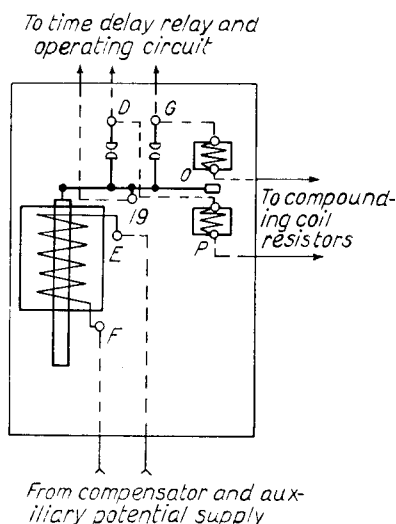 To time delay relay and
operating circuit
D
G
O
19
To compound-
ing coil
resistors
E
P
F
From compensator and aux-
iliary potential supply